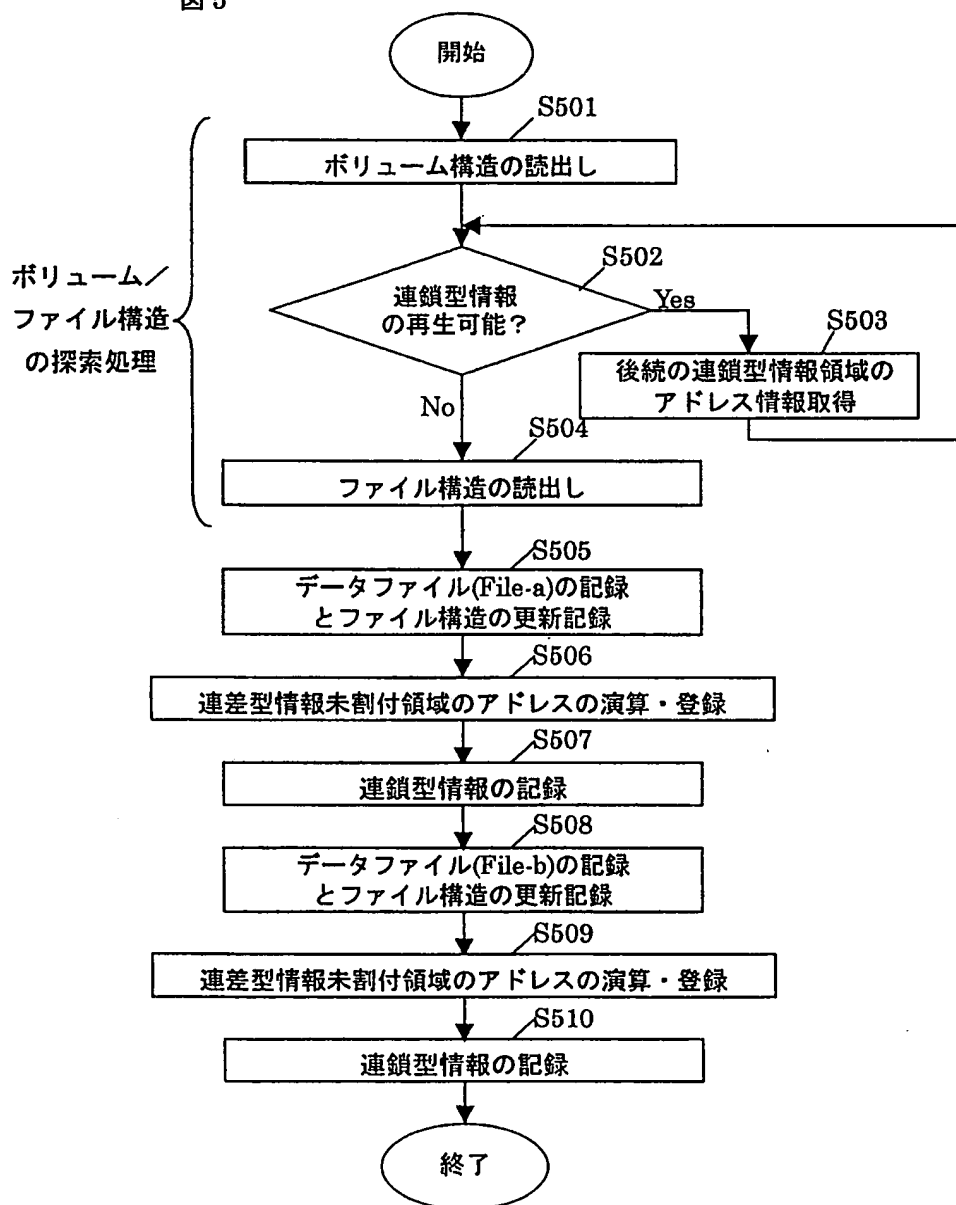 図5
開始
S501
ボリューム構造の読出し
S502
連鎖型情報
の再生可能?
Yes
S503
後続の連鎖型情報領域の
アドレス情報取得
No
S504
ファイル構造の読出し
ボリューム/
ファイル構造
の探索処理
S505
データファイル(File-a)の記録
とファイル構造の更新記録
S506
連差型情報未割付領域のアドレスの演算・登録
S507
連鎖型情報の記録
S508
データファイル(File-b)の記録
とファイル構造の更新記録
S509
連差型情報未割付領域のアドレスの演算・登録
S510
連鎖型情報の記録
終了